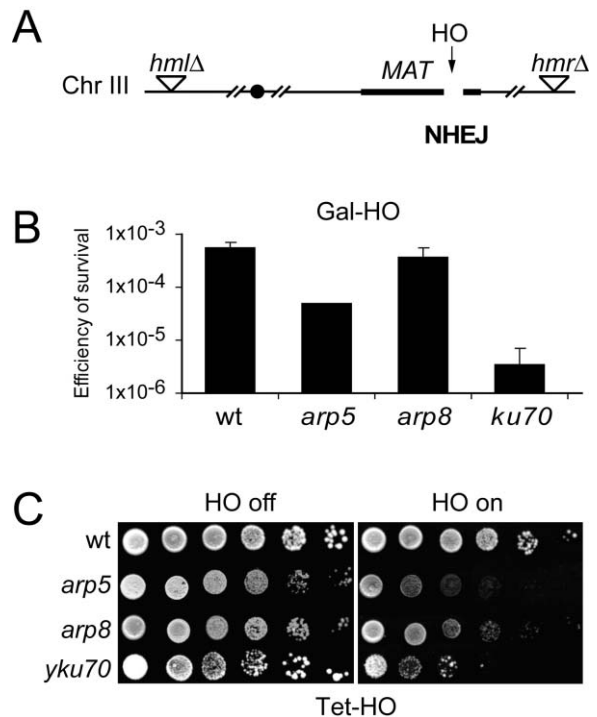 A
HO
hmlΔ
MAT
hmrΔ
Chr III
NHEJ
B
Gal-HO
Efficiency of survival
1x10⁻³
1x10⁻⁴
1x10⁻⁵
1x10⁻⁶
wt arp5 arp8 ku70
C
HO off HO on
wt
arp5
arp8
yku70
Tet-HO